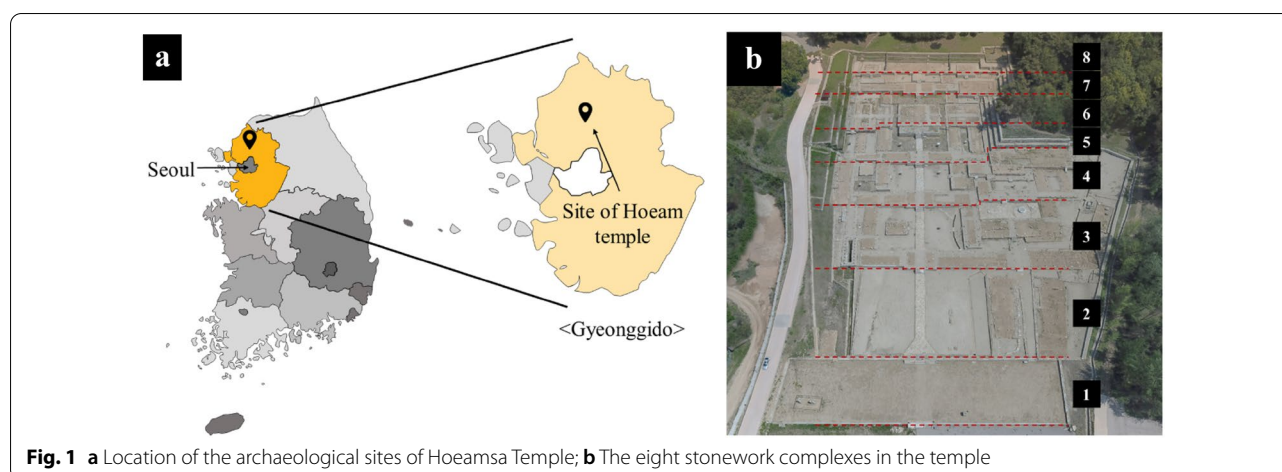 a
Seoul
Site of Hoeam
temple
<Gyeonggido>
b
8
7
6
5
4
3
2
1
Fig. 1 a Location of the archaeological sites of Hoeamsa Temple; b The eight stonework complexes in the temple